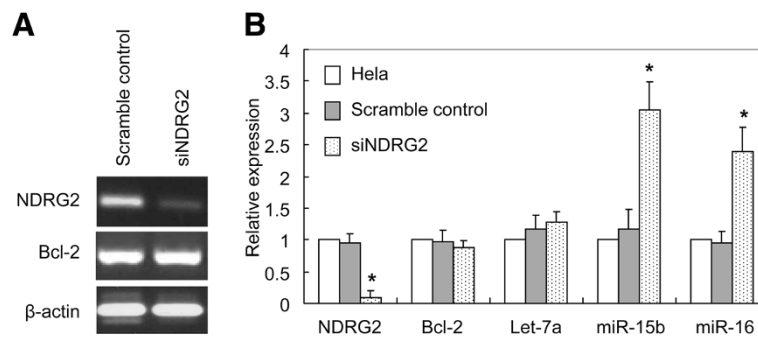 A
Scramble control
siNDRG2
NDRG2
Bcl-2
β-actin
B
Relative expression
4
3.5
3
2.5
2
1.5
1
0.5
0
Hela
Scramble control
siNDRG2
*
*
*
NDRG2 Bcl-2 Let-7a miR-15b miR-16